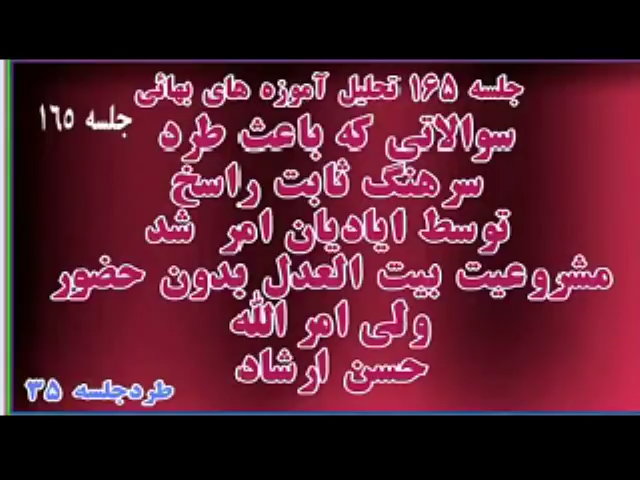 جلسه ۱۶۵ تحلیل آموزه های بهائی
جلسه ۱۶۵
سوالاتی که باعث طرد
سرهنگ ثابت راسخ
توسط ایادیان امر شد
مشروعیت بیت العدل بدون حضور
ولی امر الله
حسن ارشاد
طردجلسه ۳۵